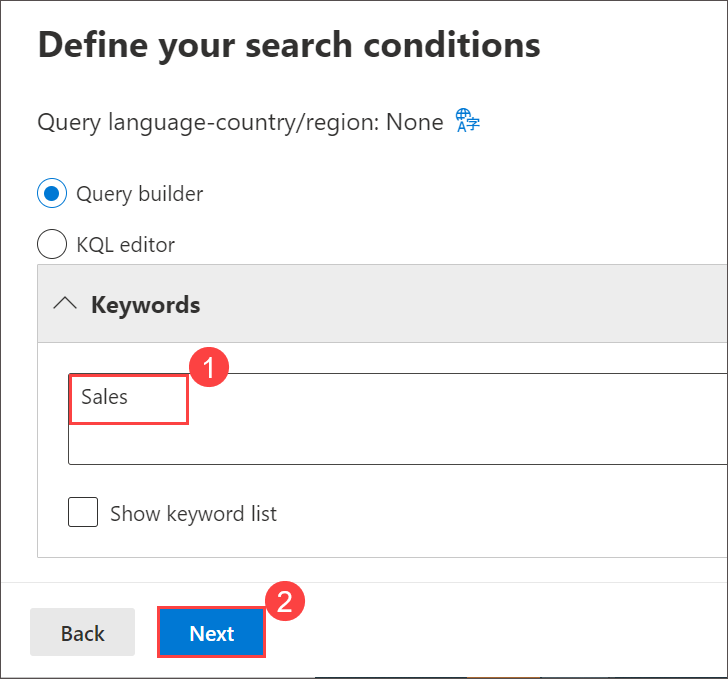 Define your search conditions
Query language-country/region: None
Query builder
KQL editor
Keywords
1
Sales
Show keyword list
2
Back Next